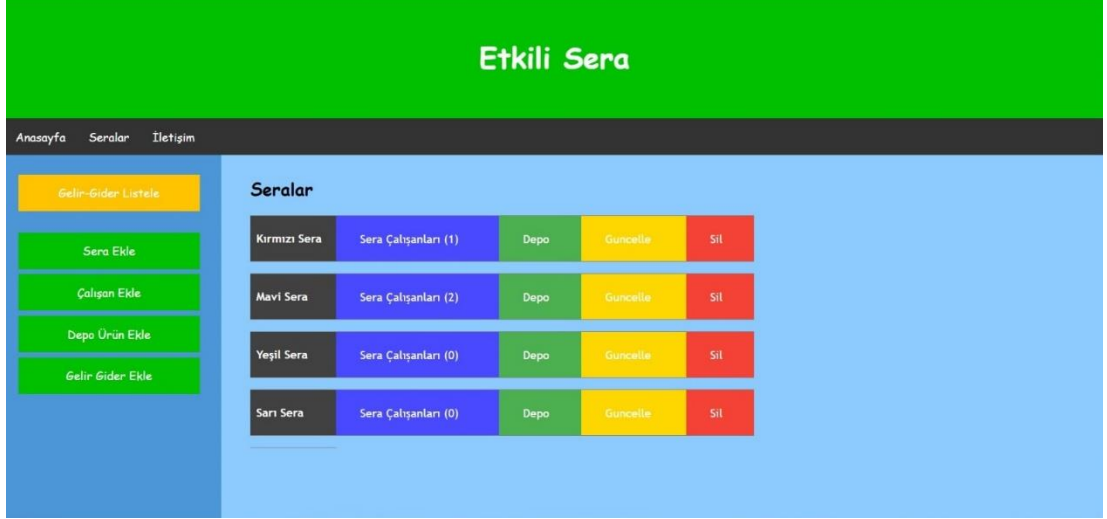 Etkili Sera
Anasayfa Seralar İletişim
Gelir-Gider Listele
Sera Ekle
Çalışan Ekle
Depo Ürün Ekle
Gelir Gider Ekle
Seralar
Kırmızı Sera Sera Çalışanları (1) Depo Guncelle Sil
Mavi Sera Sera Çalışanları (2) Depo Guncelle Sil
Yeşil Sera Sera Çalışanları (0) Depo Guncelle Sil
Sarı Sera Sera Çalışanları (0) Depo Guncelle Sil